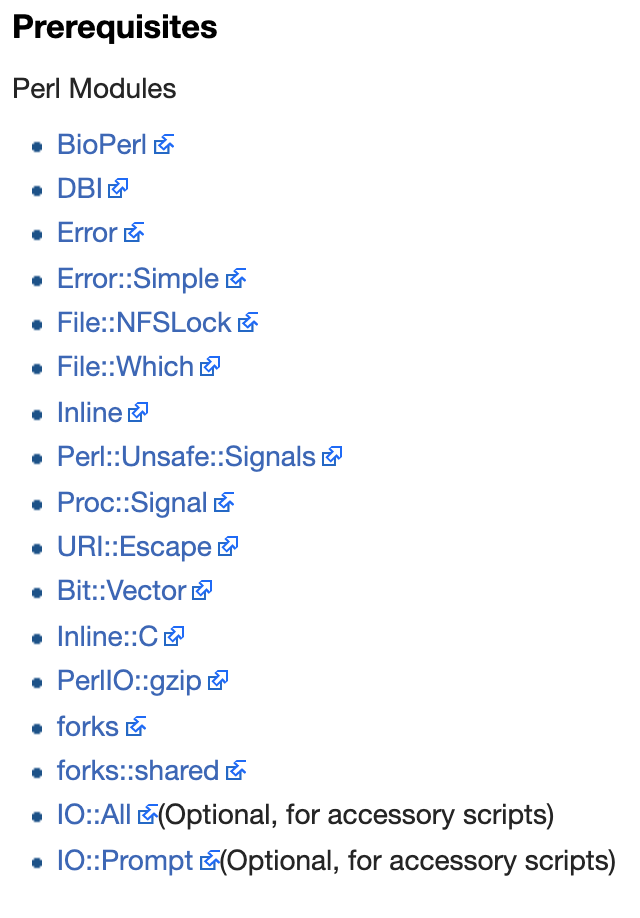 Prerequisites
Perl Modules
BioPerl
DBI
Error
Error::Simple
File::NFSLock
File::Which
Inline
Perl::Unsafe::Signals
Proc::Signal
URI::Escape
Bit::Vector
Inline::C
PerlIO::gzip
forks
forks::shared
IO::All (Optional, for accessory scripts)
IO::Prompt (Optional, for accessory scripts)